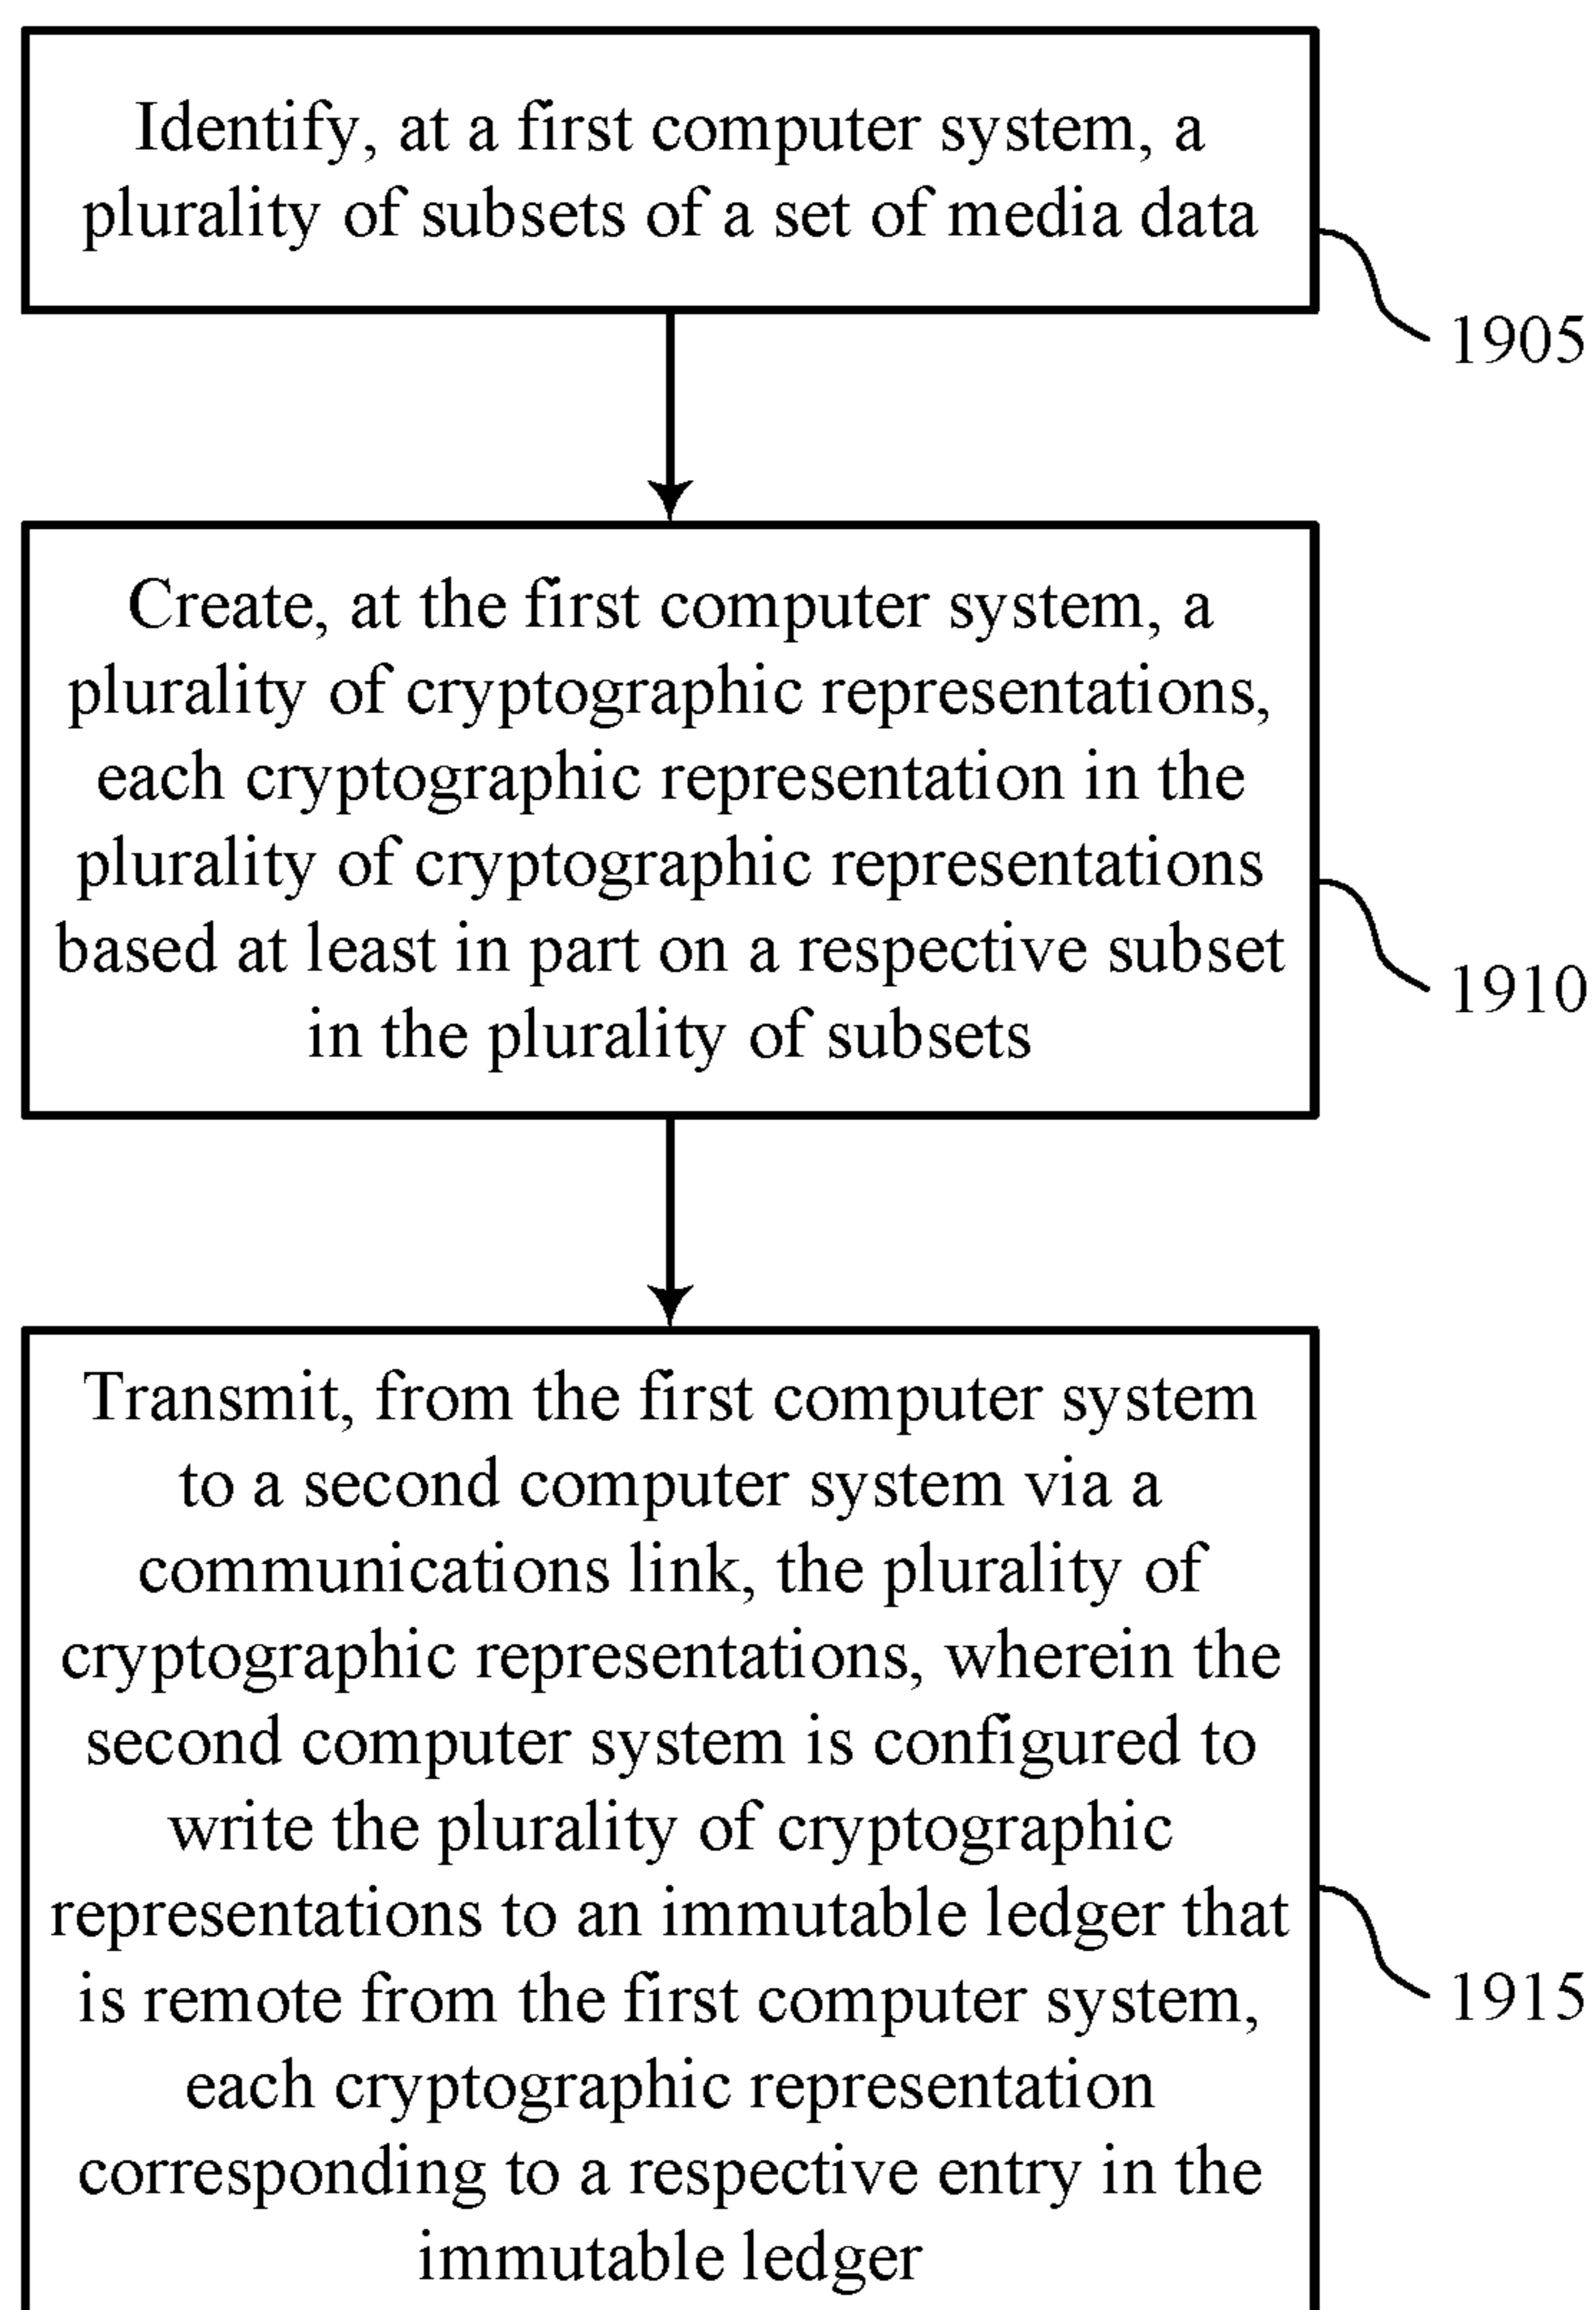 Identify, at a first computer system, a
plurality of subsets of a set of media data
1905
Create, at the first computer system, a
plurality of cryptographic representations,
each cryptographic representation in the
plurality of cryptographic representations
based at least in part on a respective subset
in the plurality of subsets
1910
Transmit, from the first computer system
to a second computer system via a
communications link, the plurality of
cryptographic representations, wherein the
second computer system is configured to
write the plurality of cryptographic
representations to an immutable ledger that
is remote from the first computer system,
each cryptographic representation
corresponding to a respective entry in the
immutable ledger
1915